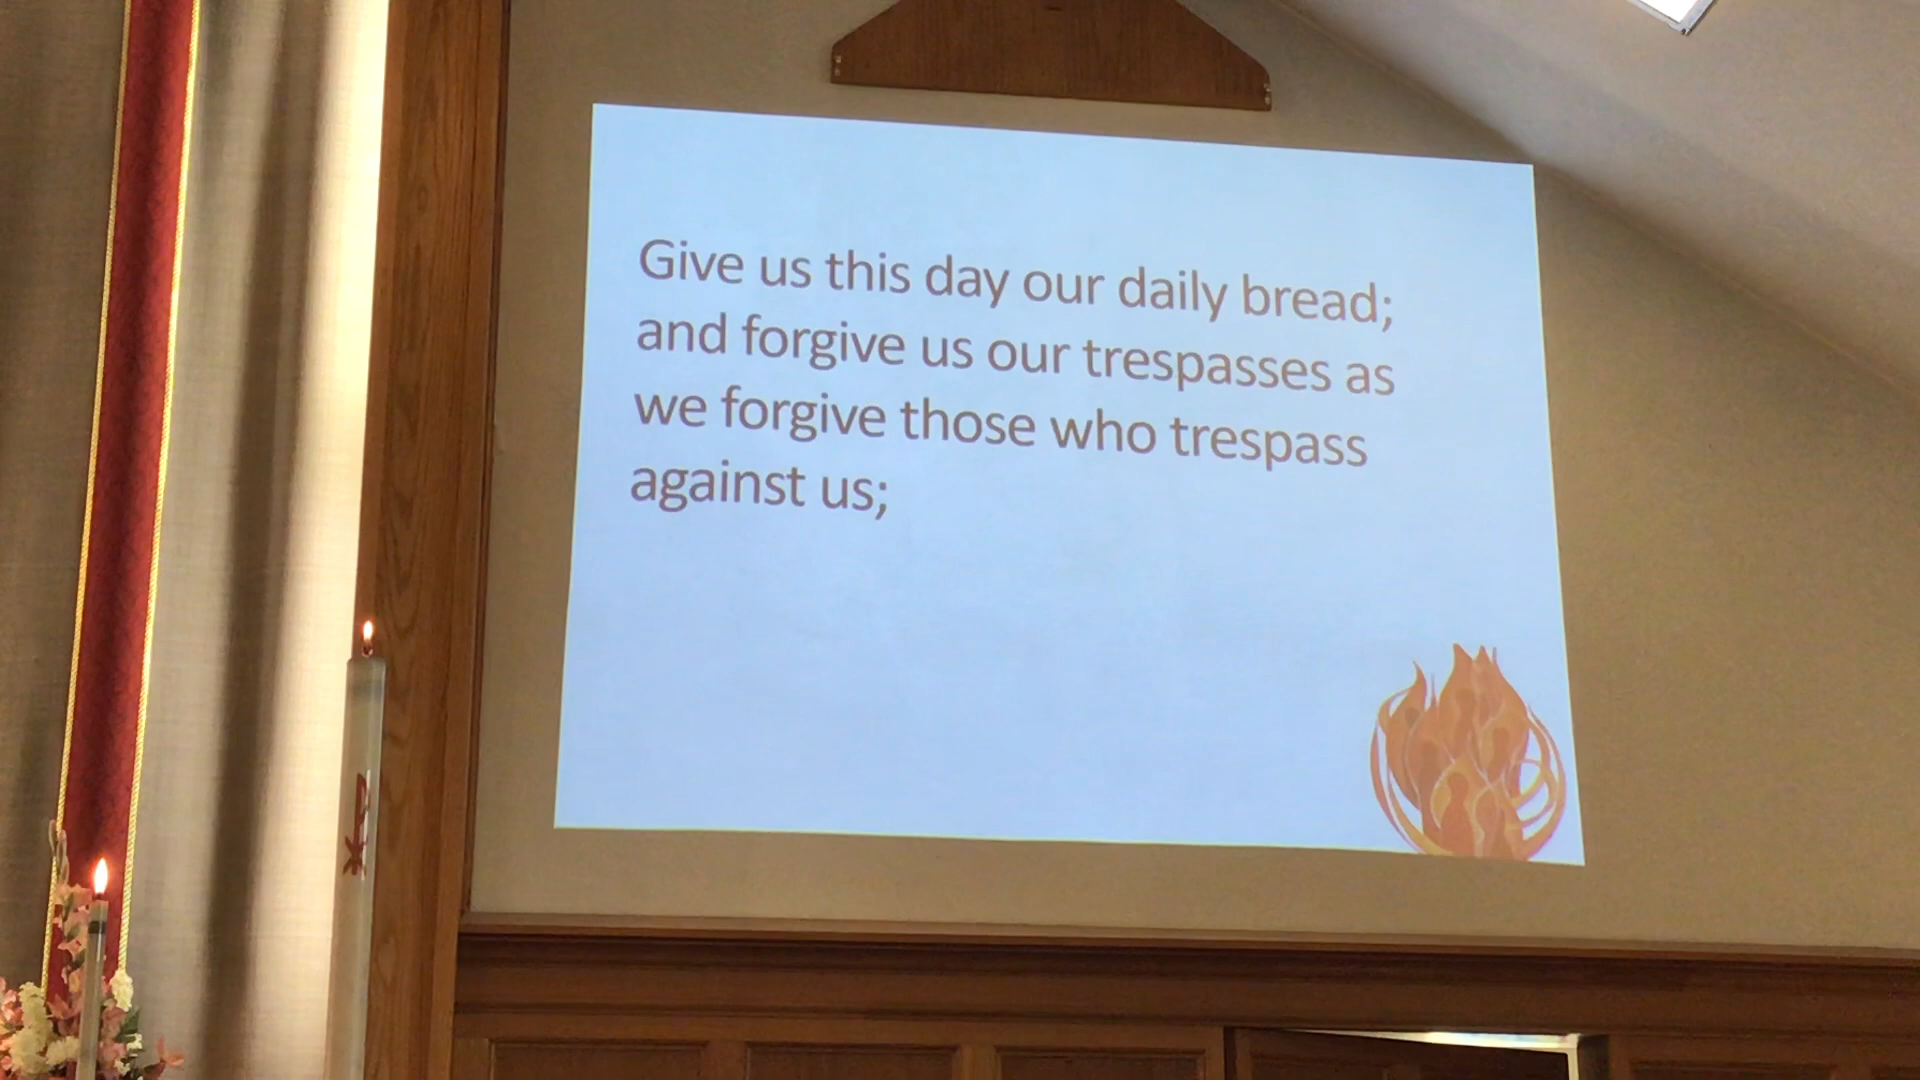 Give us this day our daily bread;
and forgive us our trespasses as
we forgive those who trespass
against us;